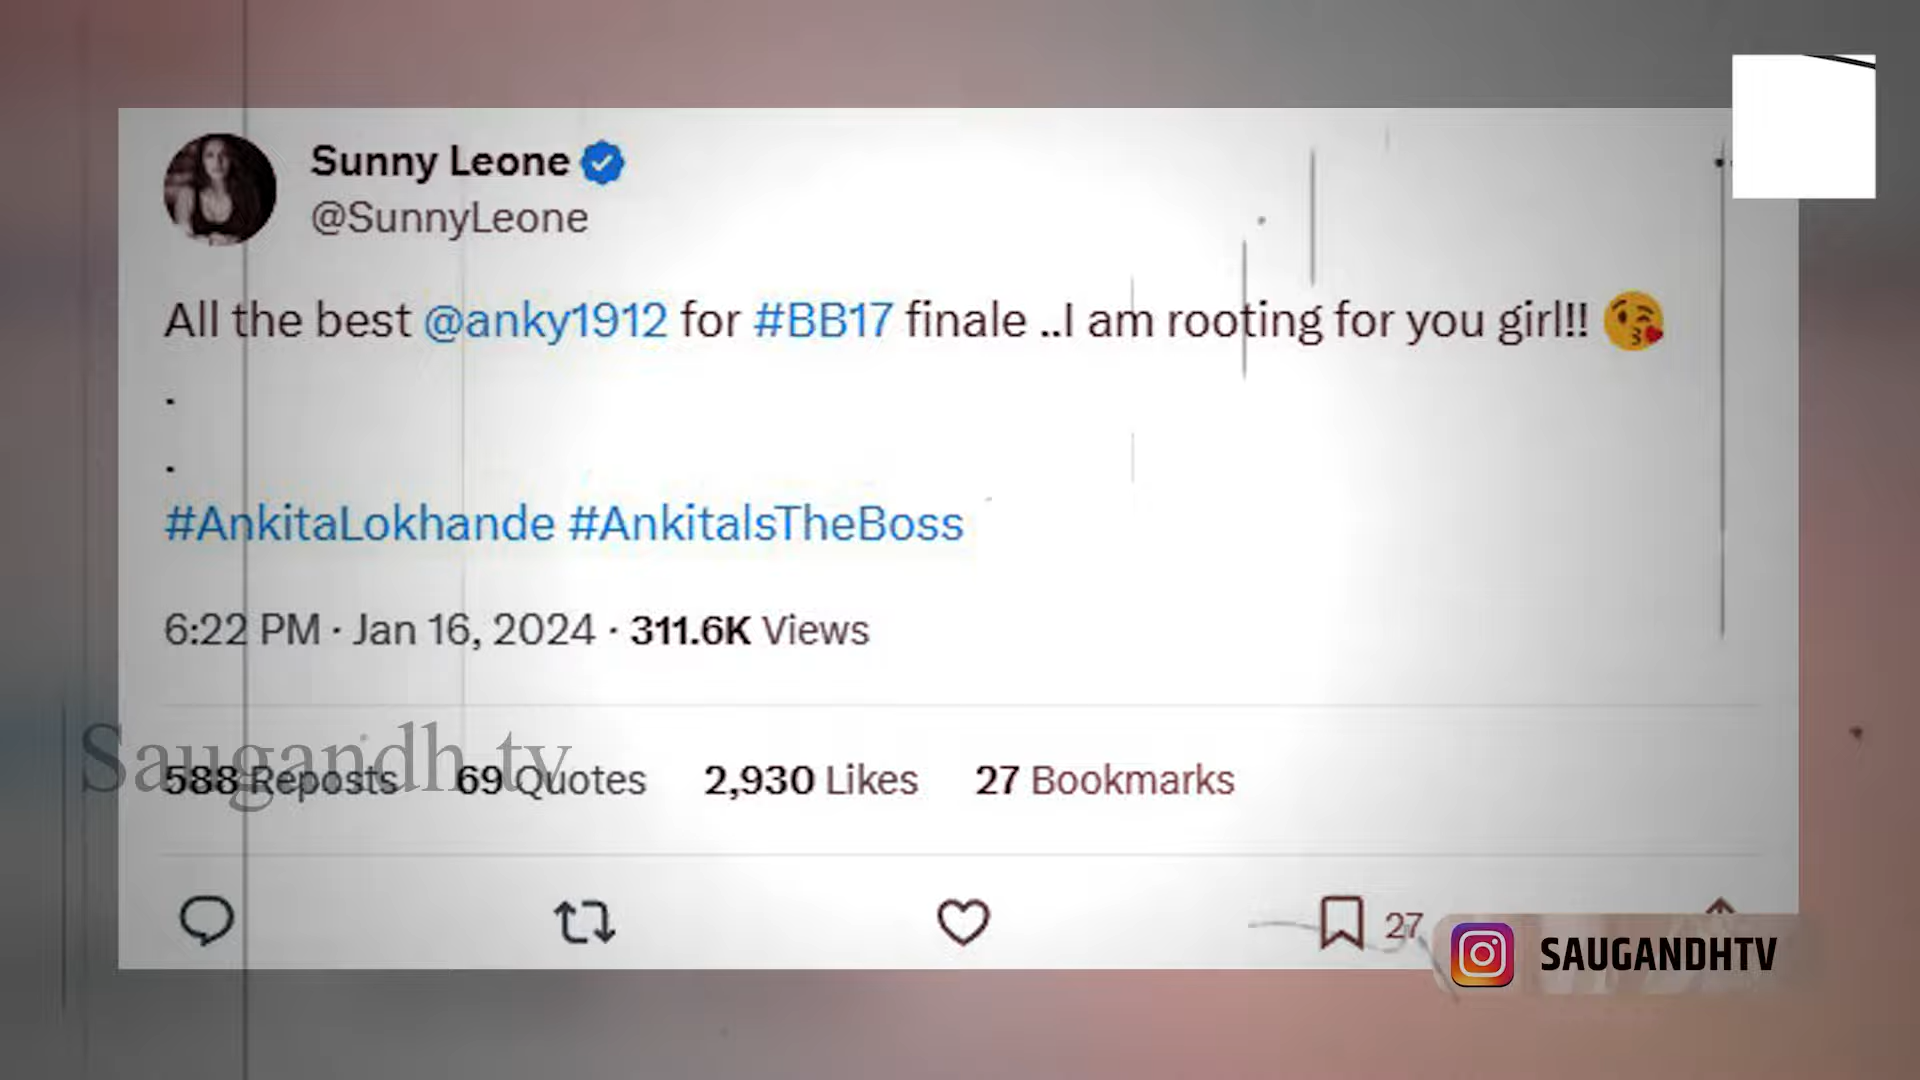 Sunny Leone
@SunnyLeone
All the best @anky1912 for #BB17 finale ..I am rooting for you girl!! 😘
.
.
#AnkitaLokhande #AnkitaIsTheBoss
6:22 PM · Jan 16, 2024 · 311.6K Views
Saugandh tv
588 Reposts 69 Quotes 2,930 Likes 27 Bookmarks
27
SAUGANDHTV